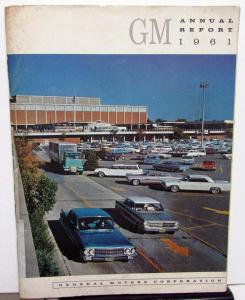 GM
ANNUAL
REPORT
1961
GENERAL MOTORS CORPORATION